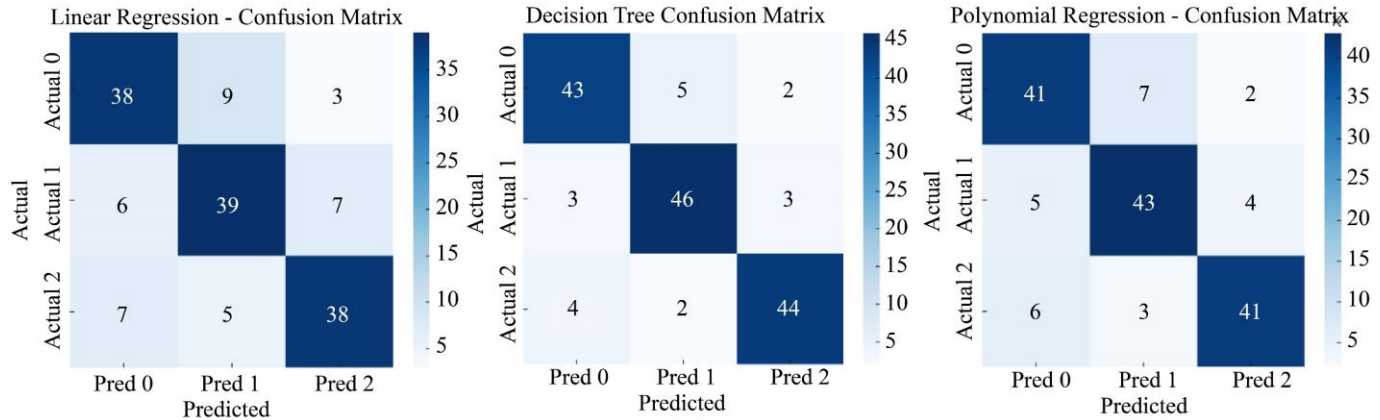 Linear Regression - Confusion Matrix
Actual
Actual 0
Actual 1
Actual 2
38 9 3
6 39 7
7 5 38
Pred 0 Pred 1 Pred 2
Predicted
35
30
25
20
15
10
5
Decision Tree Confusion Matrix
Actual
Actual 0
Actual 1
Actual 2
43 5 2
3 46 3
4 2 44
Pred 0 Pred 1 Pred 2
Predicted
45
40
35
30
25
20
15
10
5
Polynomial Regression - Confusion Matrix
Actual
Actual 0
Actual 1
Actual 2
41 7 2
5 43 4
6 3 41
Pred 0 Pred 1 Pred 2
Predicted
40
35
30
25
20
15
10
5